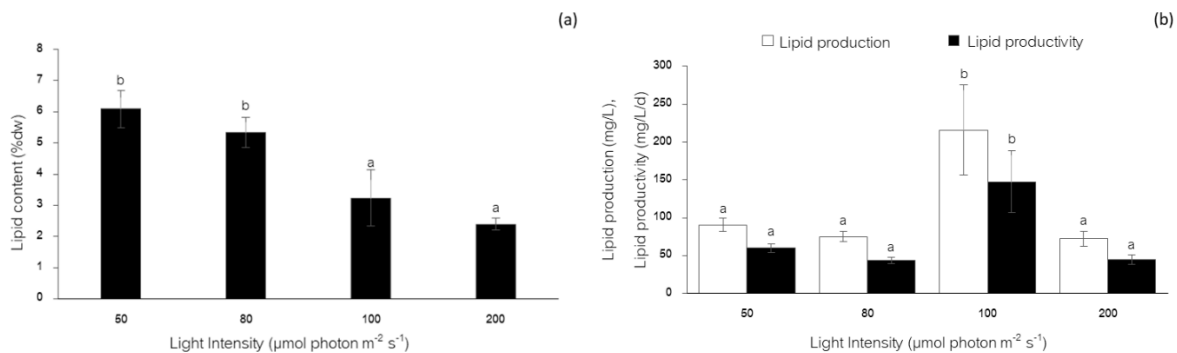 (a)
Lipid content (%dw)
8
7
6
5
4
3
2
1
0
b
b
a
a
50 80 100 200
Light Intensity (µmol photon m⁻² s⁻¹)
(b)
Lipid production Lipid productivity
Lipid production (mg/L),
Lipid productivity (mg/L/d)
300
250
200
150
100
50
0
a a a a b b a a
50 80 100 200
Light Intensity (µmol photon m⁻² s⁻¹)